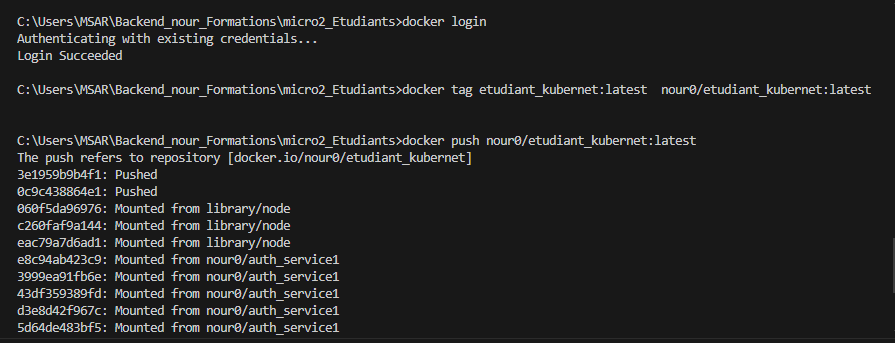 C:\Users\MSAR\Backend_nour_Formations\micro2_Etudiants>docker login
Authenticating with existing credentials...
Login Succeeded
C:\Users\MSAR\Backend_nour_Formations\micro2_Etudiants>docker tag etudiant_kubernet:latest  nour0/etudiant_kubernet:latest
C:\Users\MSAR\Backend_nour_Formations\micro2_Etudiants>docker push nour0/etudiant_kubernet:latest
The push refers to repository [docker.io/nour0/etudiant_kubernet]
3e1959b9b4f1: Pushed
0c9c438864e1: Pushed
060f5da96976: Mounted from library/node
c260faf9a144: Mounted from library/node
eac79a7d6ad1: Mounted from library/node
e8c94ab423c9: Mounted from nour0/auth_service1
3999ea91fb6e: Mounted from nour0/auth_service1
43df359389fd: Mounted from nour0/auth_service1
d3e8d42f967c: Mounted from nour0/auth_service1
5d64de483bf5: Mounted from nour0/auth_service1